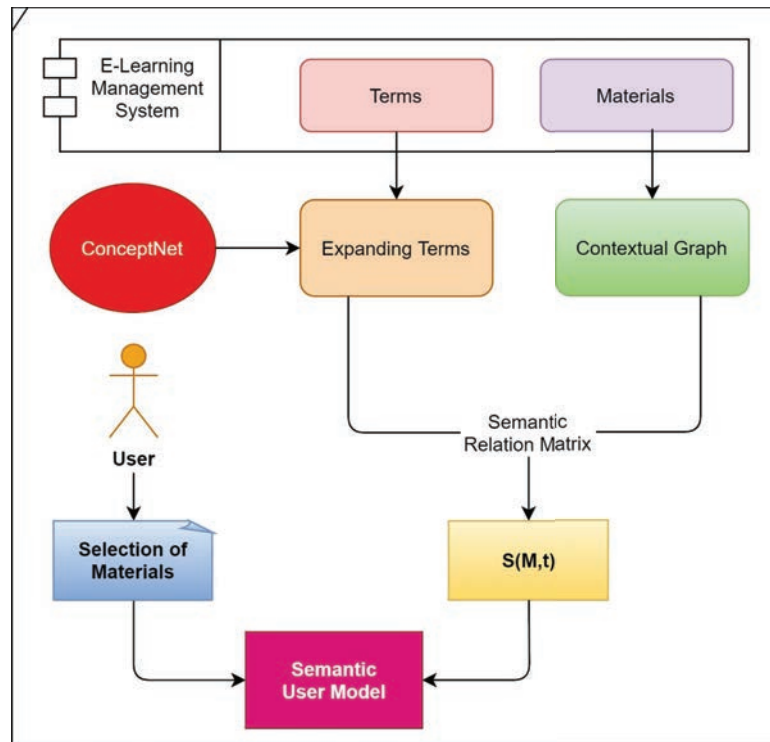 E-Learning
Management
System
Terms
Materials
ConceptNet
Expanding Terms
Contextual Graph
User
Semantic
Relation Matrix
Selection of
Materials
S(M,t)
Semantic
User Model